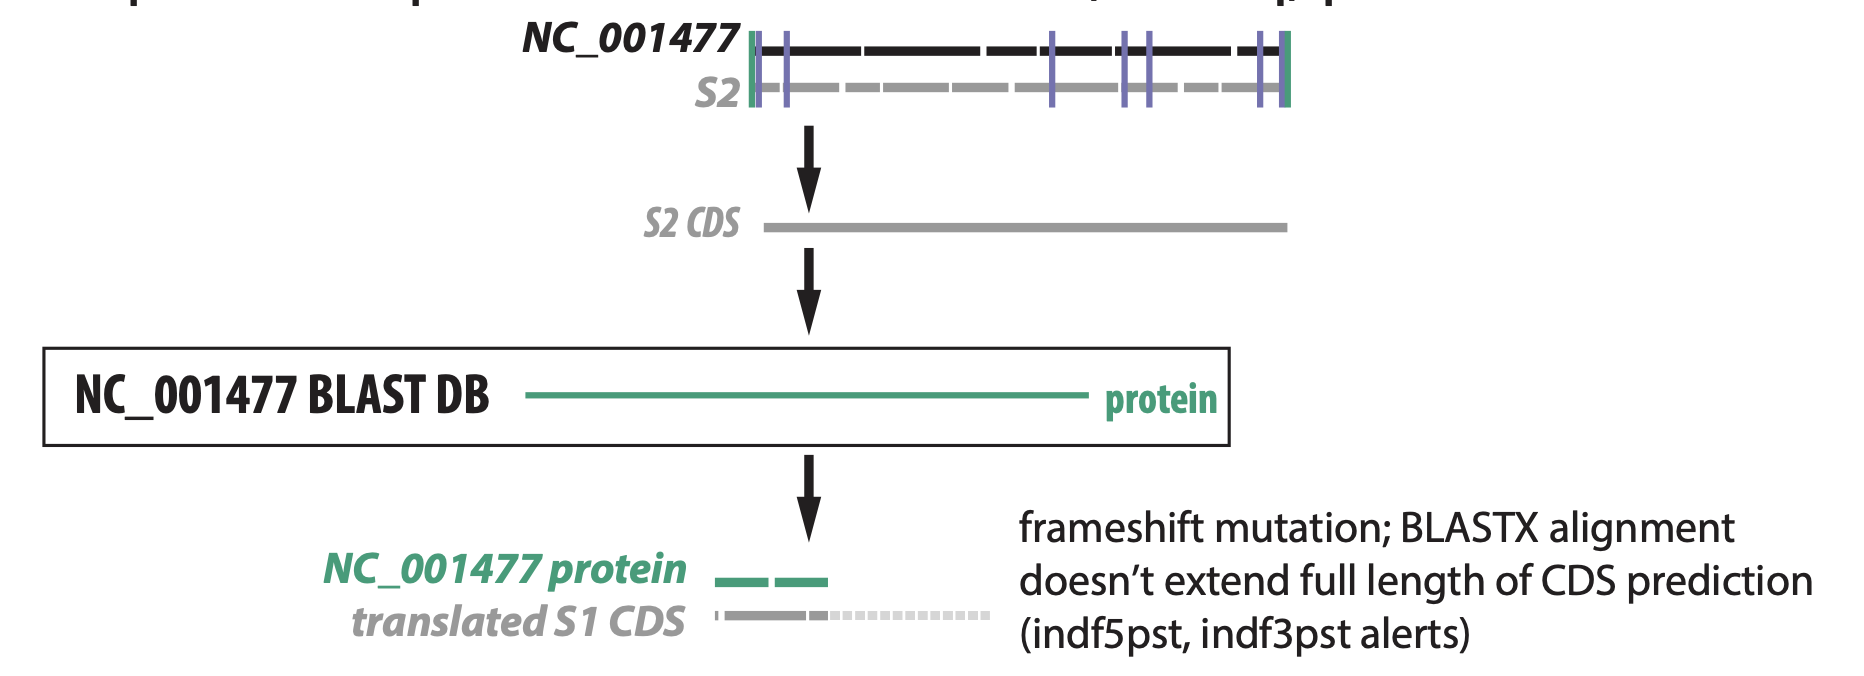 NC_001477
S2
S2 CDS
NC_001477 BLAST DB
protein
NC_001477 protein
translated S1 CDS
frameshift mutation; BLASTX alignment
doesn’t extend full length of CDS prediction
(indf5pst, indf3pst alerts)